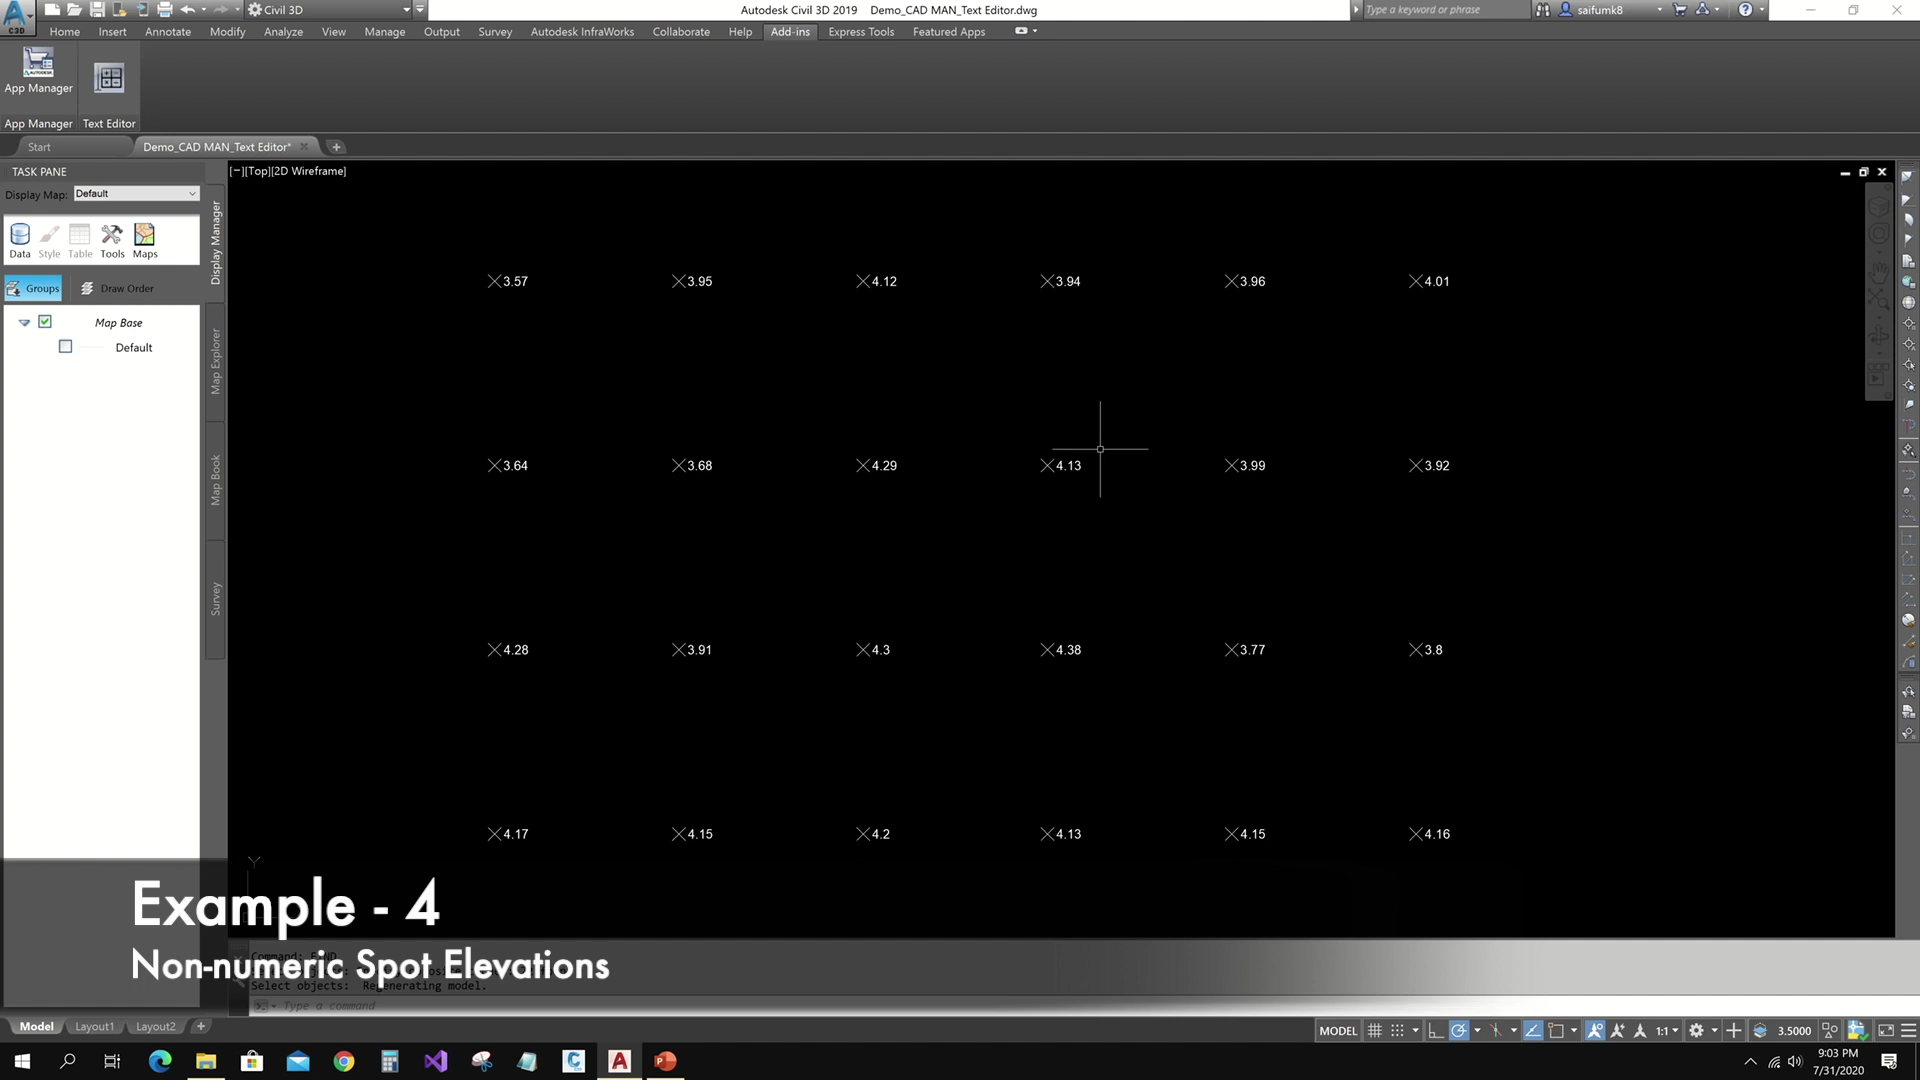 C3D
Civil 3D
Autodesk Civil 3D 2019 Demo_CAD MAN_Text Editor.dwg
Type a keyword or phrase
saifumk8
Home Insert Annotate Modify Analyze View Manage Output Survey Autodesk InfraWorks Collaborate Help Add-ins Express Tools Featured Apps
AUTODESK
App Manager
App Manager Text Editor
Start Demo_CAD MAN_Text Editor*
TASK PANE
[−][Top][2D Wireframe]
Display Map: Default
Data Style Table Tools Maps
Groups Draw Order
Map Base
Default
Display Manager
Map Explorer
Map Book
Survey
3.57 3.95 4.12 3.94 3.96 4.01
3.64 3.68 4.29 4.13 3.99 3.92
4.28 3.91 4.3 4.38 3.77 3.8
4.17 4.15 4.2 4.13 4.15 4.16
Y
Example - 4
Non-numeric Spot Elevations
Select objects: Regenerating model.
Type a command
Model Layout1 Layout2
MODEL 1:1 3.5000
9:03 PM
7/31/2020